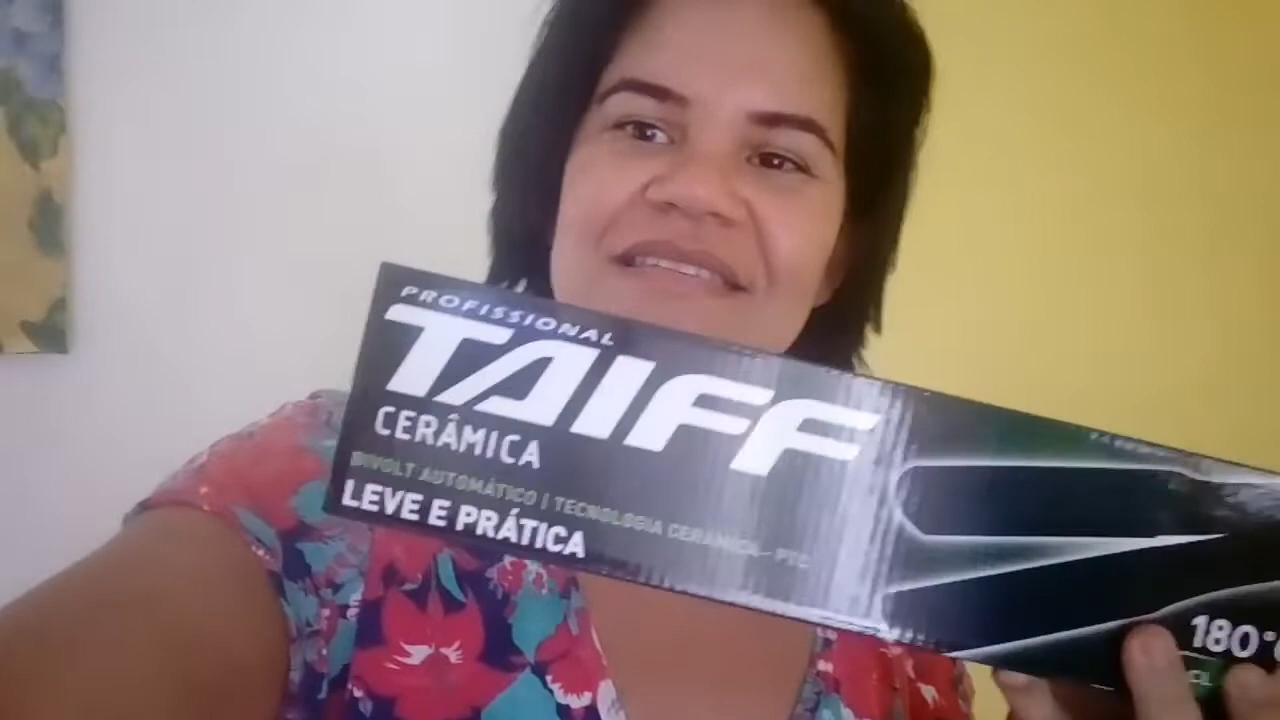 PROFISSIONAL
TAIFF
CERÂMICA
BIVOLT AUTOMÁTICO | TECNOLOGIA CERÂMICA - PTC
LEVE E PRÁTICA
180°C